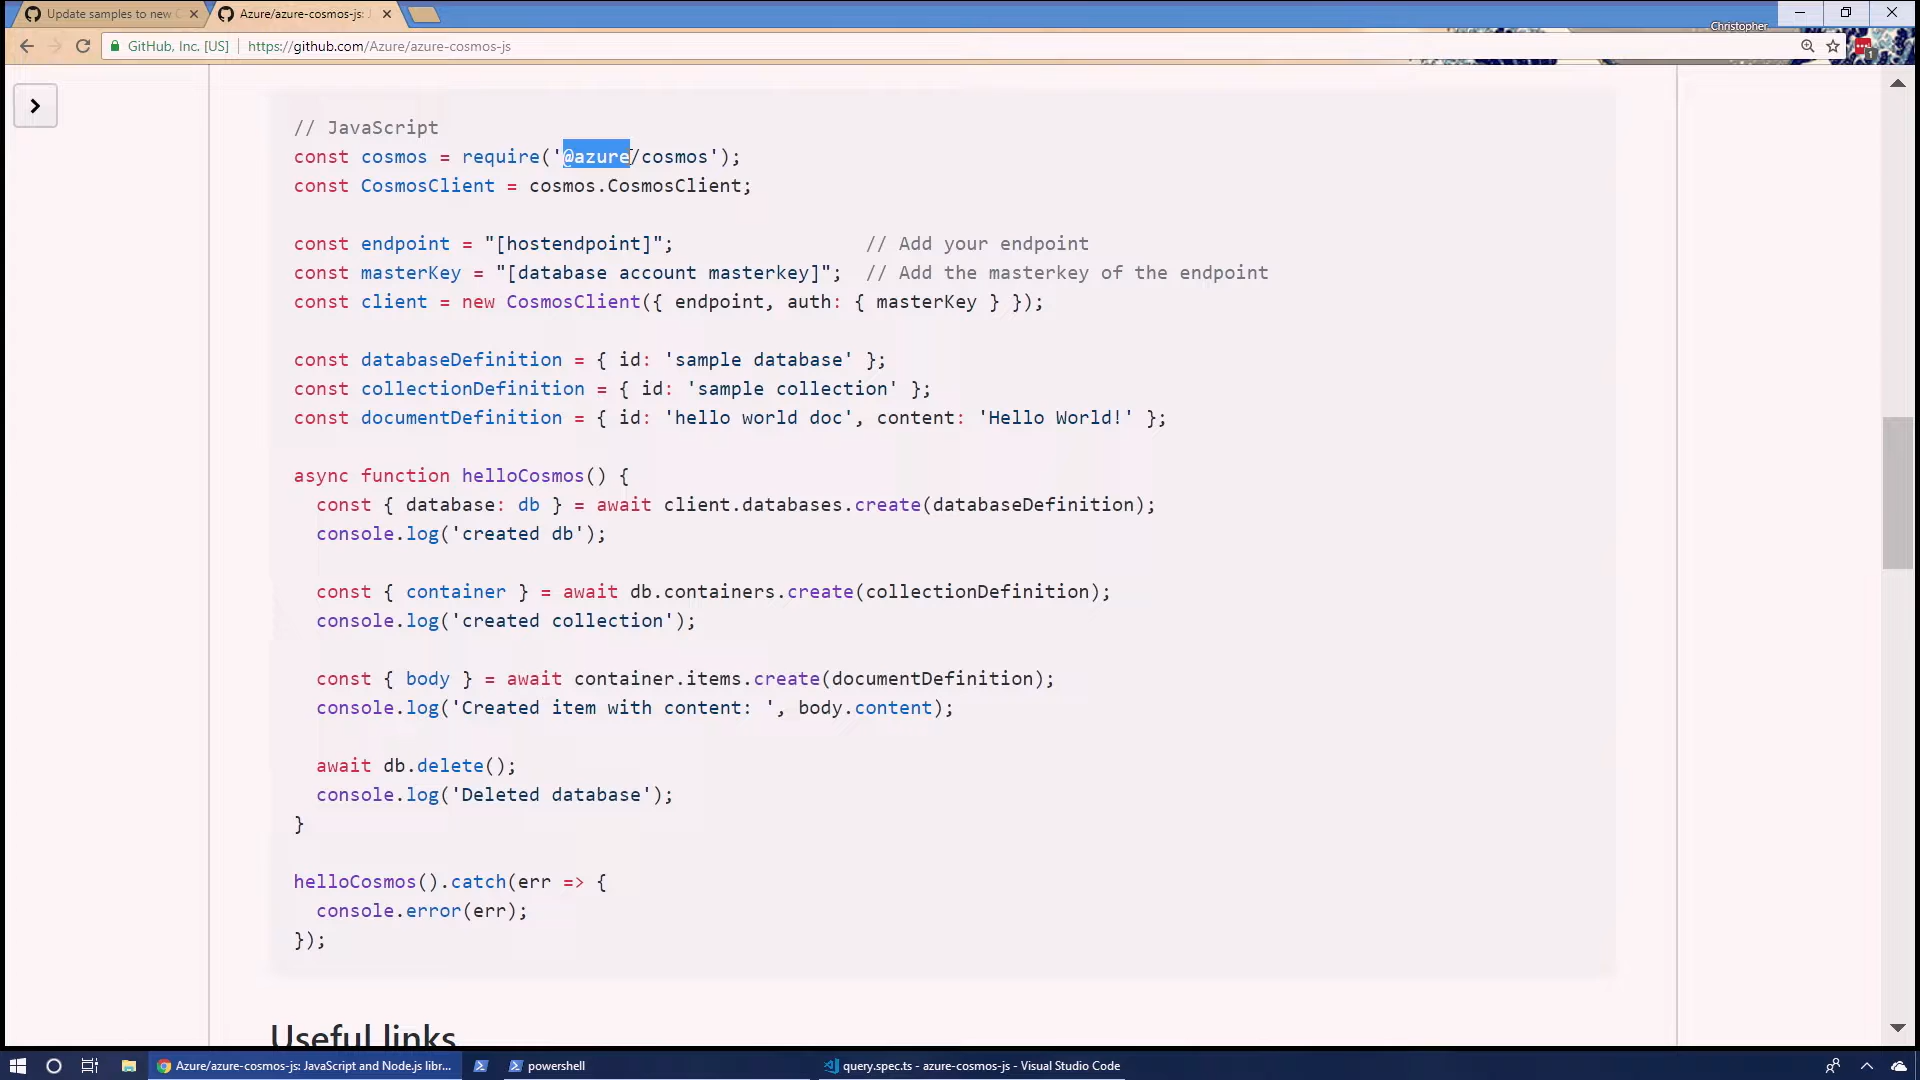 Update samples to new C
Azure/azure-cosmos-js: J
Christopher
GitHub, Inc. [US]
https://github.com/Azure/azure-cosmos-js
// JavaScript
const cosmos = require('@azure/cosmos');
const CosmosClient = cosmos.CosmosClient;
const endpoint = "[hostendpoint]"; // Add your endpoint
const masterKey = "[database account masterkey]"; // Add the masterkey of the endpoint
const client = new CosmosClient({ endpoint, auth: { masterKey } });
const databaseDefinition = { id: 'sample database' };
const collectionDefinition = { id: 'sample collection' };
const documentDefinition = { id: 'hello world doc', content: 'Hello World!' };
async function helloCosmos() {
const { database: db } = await client.databases.create(databaseDefinition);
console.log('created db');
const { container } = await db.containers.create(collectionDefinition);
console.log('created collection');
const { body } = await container.items.create(documentDefinition);
console.log('Created item with content: ', body.content);
await db.delete();
console.log('Deleted database');
}
helloCosmos().catch(err => {
console.error(err);
});
Useful links
Azure/azure-cosmos-js: JavaScript and Node.js libr...
powershell
query.spec.ts - azure-cosmos-js - Visual Studio Code